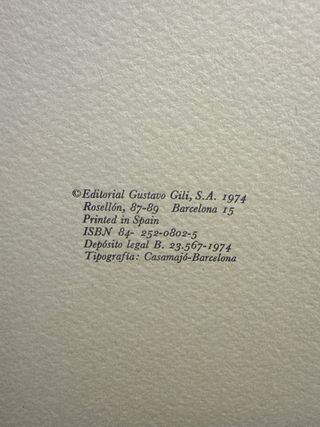 ©Editorial Gustavo Gili, S.A. 1974
Rosellón, 87-89 Barcelona 15
Printed in Spain
ISBN 84- 252-0802-5
Depósito legal B. 23.567-1974
Tipografía: Casamajó-Barcelona